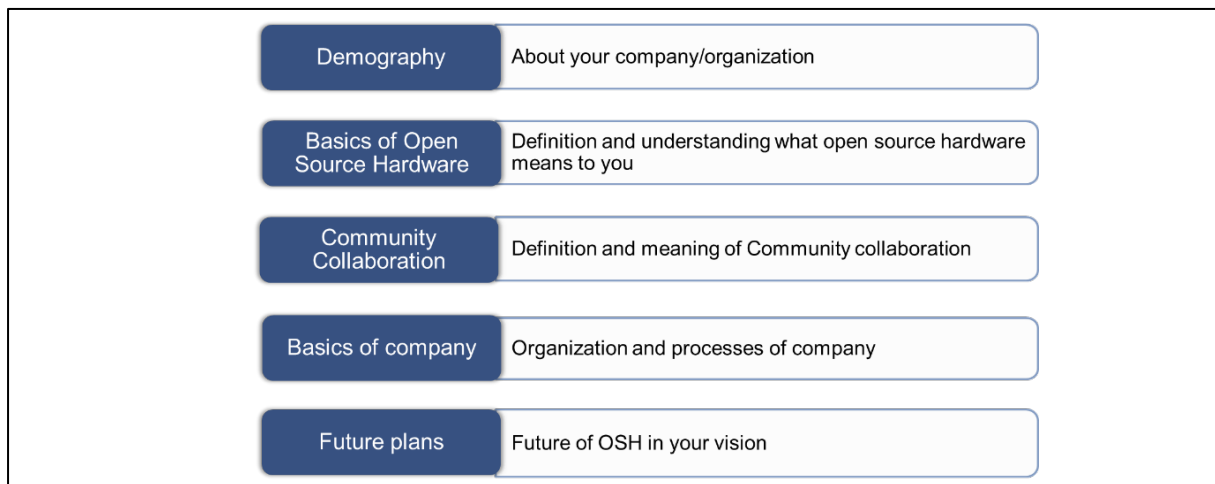 Demography
About your company/organization
Basics of Open
Source Hardware
Definition and understanding what open source hardware
means to you
Community
Collaboration
Definition and meaning of Community collaboration
Basics of company
Organization and processes of company
Future plans
Future of OSH in your vision